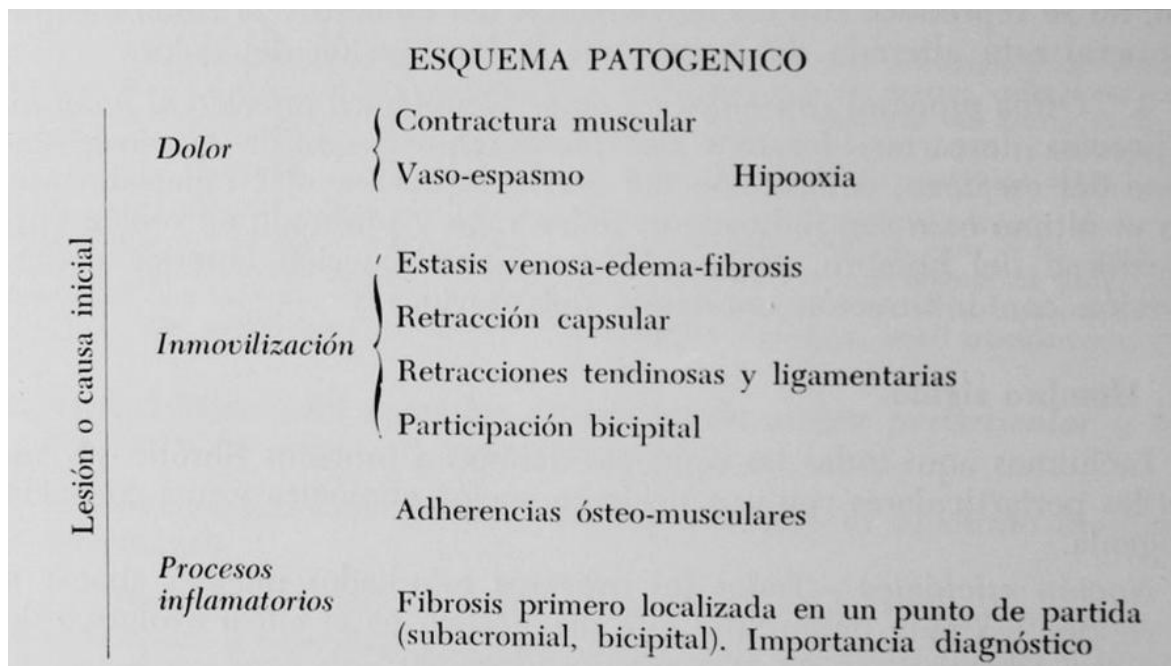 ESQUEMA PATOGENICO
Lesión o causa inicial
Dolor
Contractura muscular
Vaso-espasmo Hipooxia
Inmovilización
Estasis venosa-edema-fibrosis
Retracción capsular
Retracciones tendinosas y ligamentarias
Participación bicipital
Adherencias ósteo-musculares
Procesos
inflamatorios
Fibrosis primero localizada en un punto de partida
(subacromial, bicipital). Importancia diagnóstico